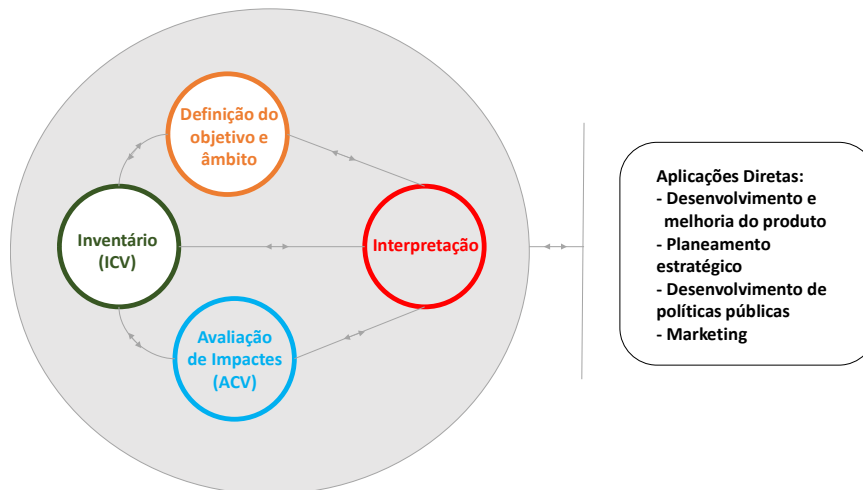 Definição do
objetivo e
âmbito
Inventário
(ICV)
Interpretação
Avaliação
de Impactes
(ACV)
Aplicações Diretas:
- Desenvolvimento e
melhoria do produto
- Planeamento
estratégico
- Desenvolvimento de
políticas públicas
- Marketing